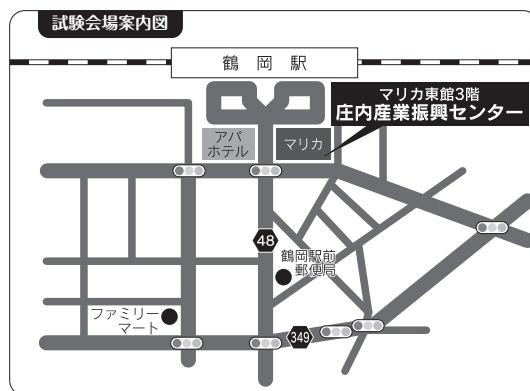 試験会場案内図
鶴岡駅
マリカ東館3階
庄内産業振興センター
アパ
ホテル
マリカ
48
鶴岡駅前
郵便局
ファミリー
マート
349